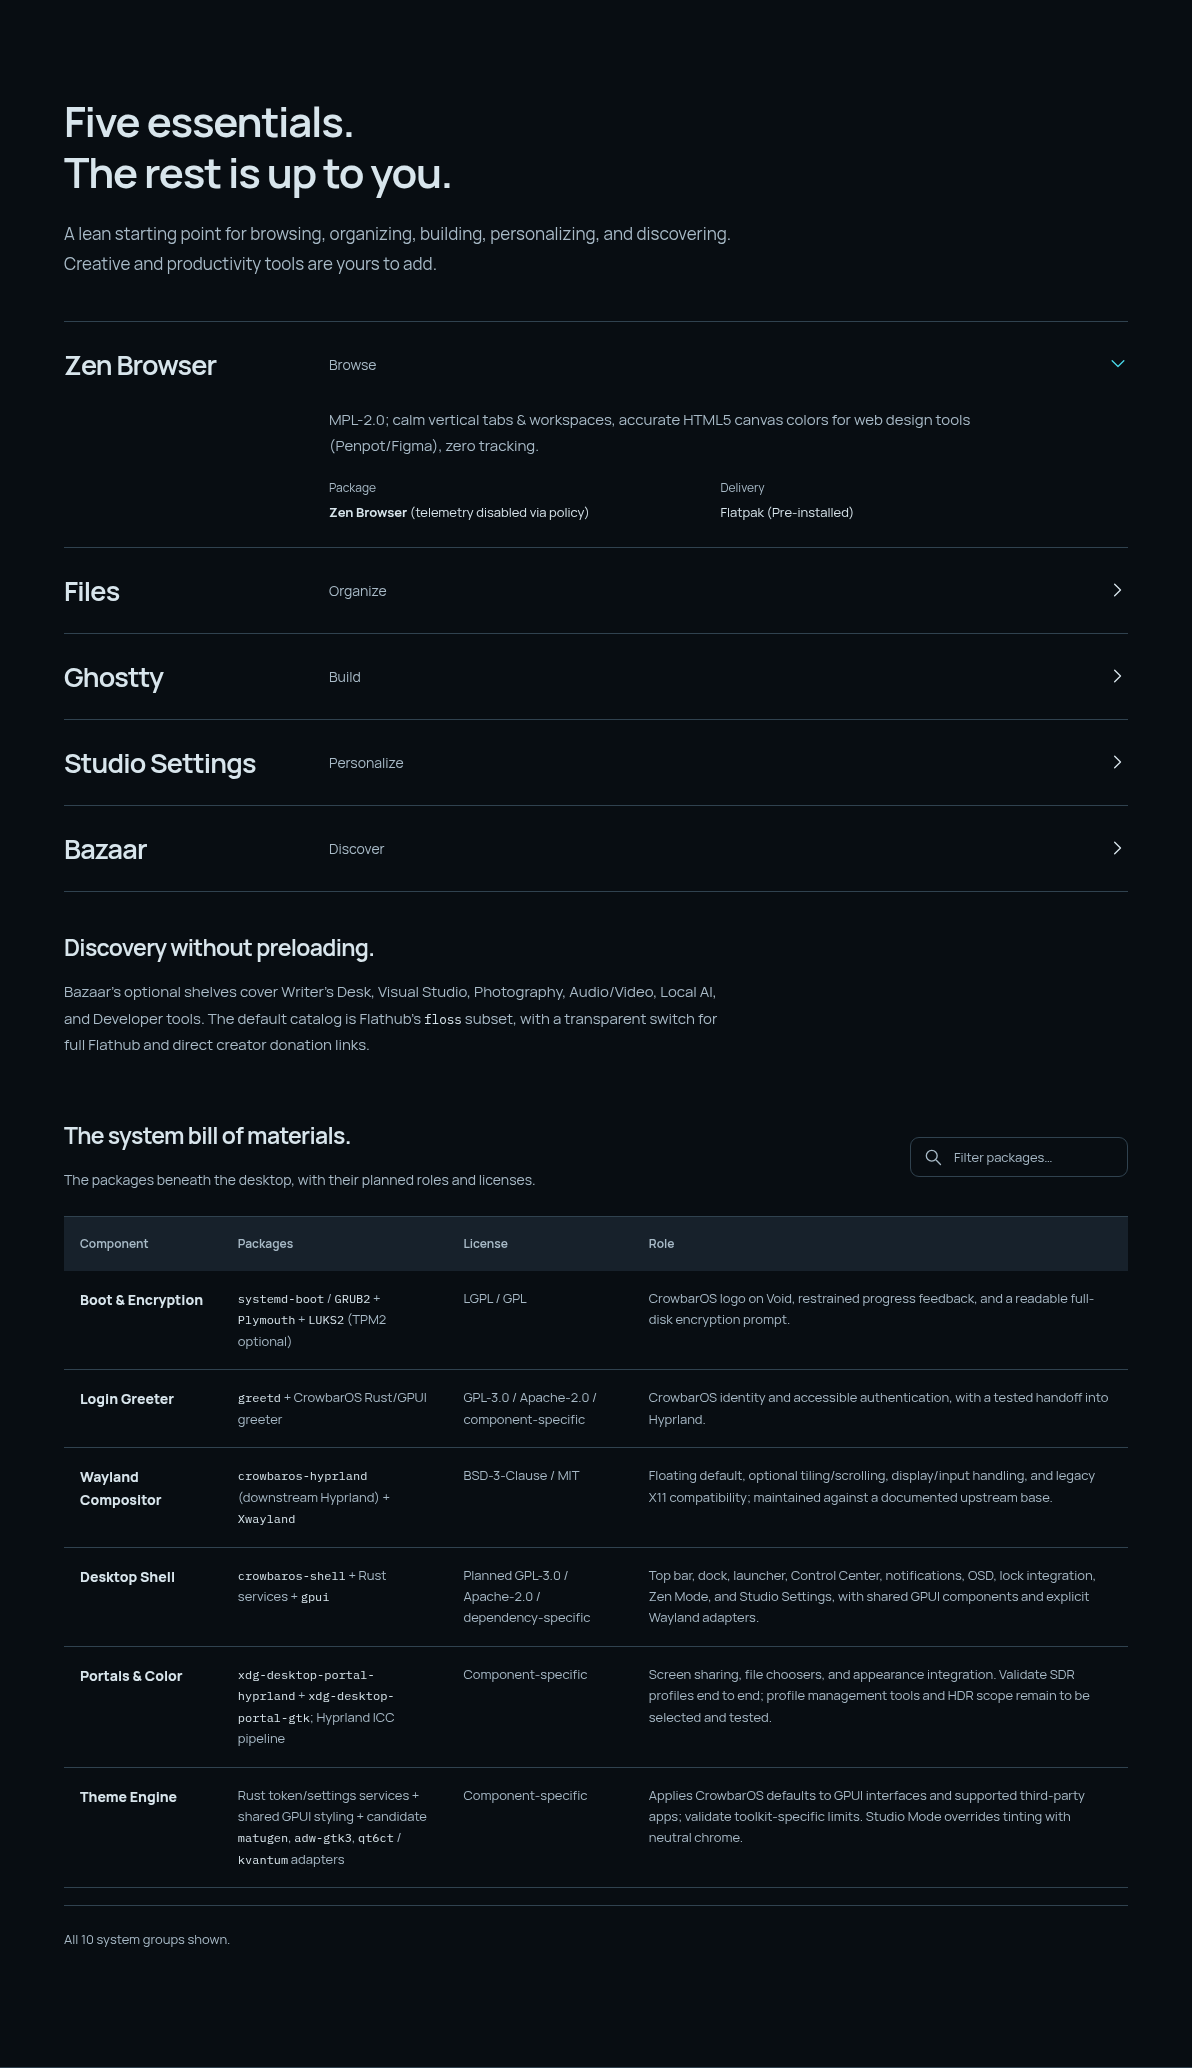 Five essentials.
The rest is up to you.
A lean starting point for browsing, organizing, building, personalizing, and discovering.
Creative and productivity tools are yours to add.
Zen Browser
Browse
MPL-2.0; calm vertical tabs & workspaces, accurate HTML5 canvas colors for web design tools
(Penpot/Figma), zero tracking.
Package
Delivery
Zen Browser (telemetry disabled via policy)
Flatpak (Pre-installed)
Files
Organize
Ghostty
Build
Studio Settings
Personalize
Bazaar
Discover
Discovery without preloading.
Bazaar’s optional shelves cover Writer’s Desk, Visual Studio, Photography, Audio/Video, Local AI,
and Developer tools. The default catalog is Flathub’s floss subset, with a transparent switch for
full Flathub and direct creator donation links.
The system bill of materials.
The packages beneath the desktop, with their planned roles and licenses.
Filter packages…
Component
Packages
License
Role
Boot & Encryption
systemd-boot / GRUB2 +
Plymouth + LUKS2 (TPM2
optional)
LGPL / GPL
CrowbarOS logo on Void, restrained progress feedback, and a readable full-
disk encryption prompt.
Login Greeter
greetd + CrowbarOS Rust/GPUI
greeter
GPL-3.0 / Apache-2.0 /
component-specific
CrowbarOS identity and accessible authentication, with a tested handoff into
Hyprland.
Wayland
Compositor
crowbaros-hyprland
(downstream Hyprland) +
Xwayland
BSD-3-Clause / MIT
Floating default, optional tiling/scrolling, display/input handling, and legacy
X11 compatibility; maintained against a documented upstream base.
Desktop Shell
crowbaros-shell + Rust
services + gpui
Planned GPL-3.0 /
Apache-2.0 /
dependency-specific
Top bar, dock, launcher, Control Center, notifications, OSD, lock integration,
Zen Mode, and Studio Settings, with shared GPUI components and explicit
Wayland adapters.
Portals & Color
xdg-desktop-portal-
hyprland + xdg-desktop-
portal-gtk; Hyprland ICC
pipeline
Component-specific
Screen sharing, file choosers, and appearance integration. Validate SDR
profiles end to end; profile management tools and HDR scope remain to be
selected and tested.
Theme Engine
Rust token/settings services +
shared GPUI styling + candidate
matugen, adw-gtk3, qt6ct /
kvantum adapters
Component-specific
Applies CrowbarOS defaults to GPUI interfaces and supported third-party
apps; validate toolkit-specific limits. Studio Mode overrides tinting with
neutral chrome.
All 10 system groups shown.